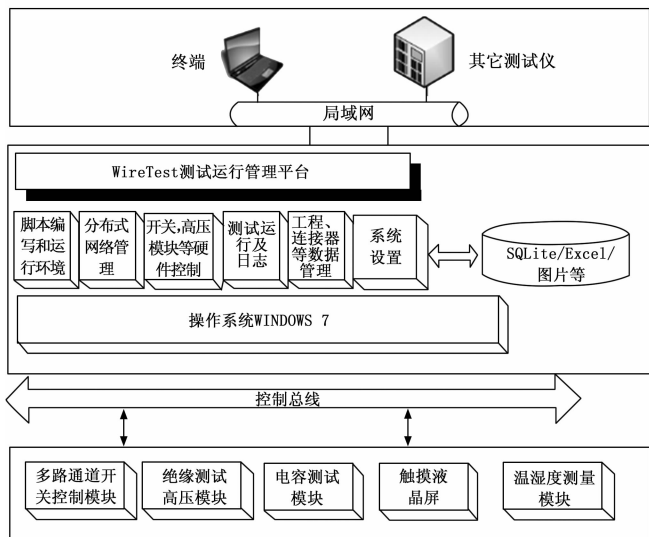 终端
其它测试仪
局域网
WireTest测试运行管理平台
脚本编
写和运
行环境
分布式
网络管
理
开关,高压
模块等硬
件控制
测试运
行及
日志
工程、
连接器
等数据
管理
系统
设置
SQLite/Excel/
图片等
操作系统WINDOWS 7
控制总线
多路通道开
关控制模块
绝缘测试
高压模块
电容测试
模块
触摸液
晶屏
温湿度测量
模块